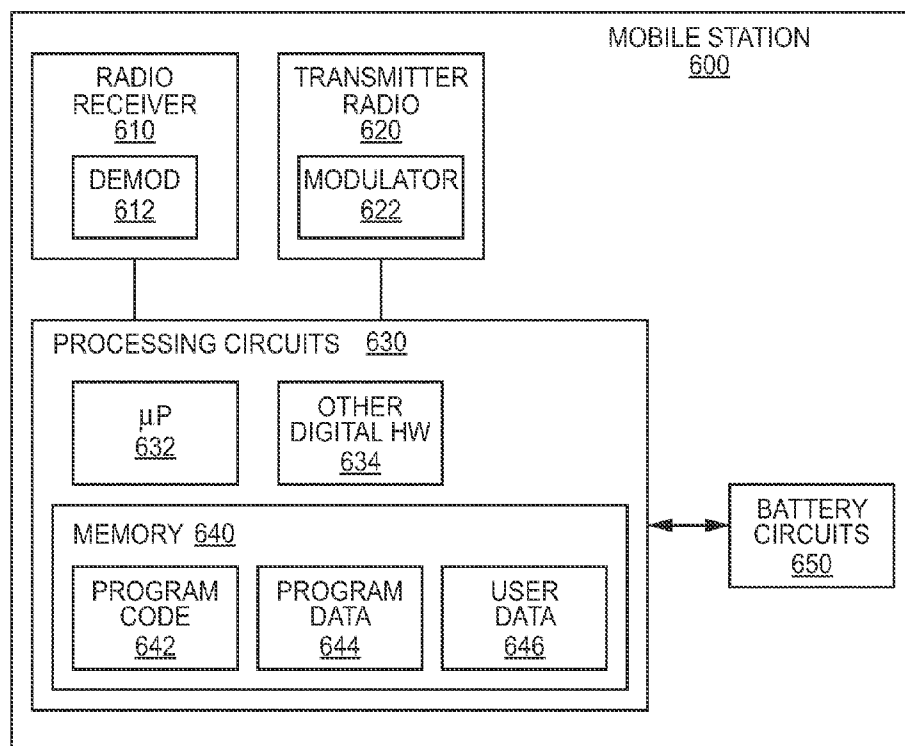 MOBILE STATION
600
RADIO
RECEIVER
610
DEMOD
612
TRANSMITTER
RADIO
620
MODULATOR
622
PROCESSING CIRCUITS 630
µP
632
OTHER
DIGITAL HW
634
MEMORY 640
PROGRAM
CODE
642
PROGRAM
DATA
644
USER
DATA
646
BATTERY
CIRCUITS
650